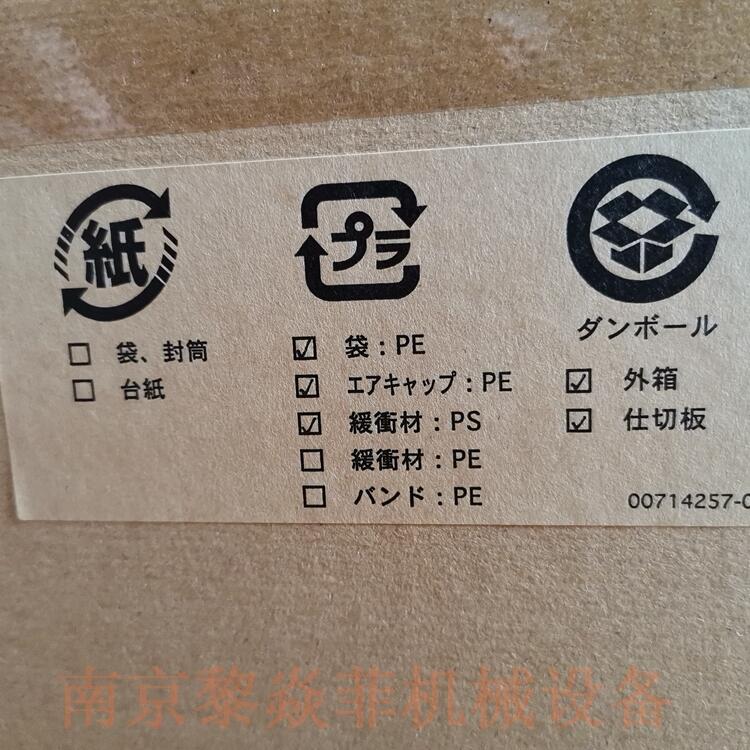 紙
☐ 袋、封筒
☐ 台紙
プラ
☑ 袋：PE
☑ エアキャップ：PE
☑ 緩衝材：PS
☐ 緩衝材：PE
☐ バンド：PE
ダンボール
☑ 外箱
☑ 仕切板
00714257-0
南京黎焱菲机械设备